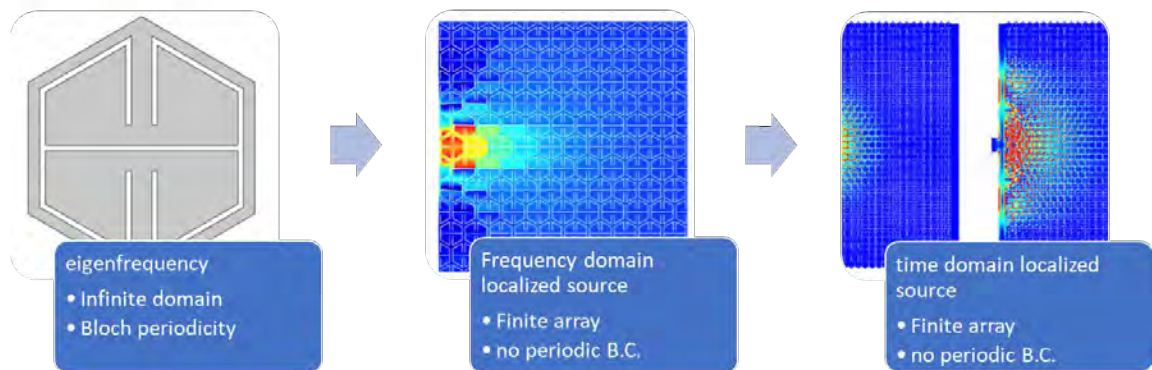 eigenfrequency
• Infinite domain
• Bloch periodicity
Frequency domain
localized source
• Finite array
• no periodic B.C.
time domain localized
source
• Finite array
• no periodic B.C.